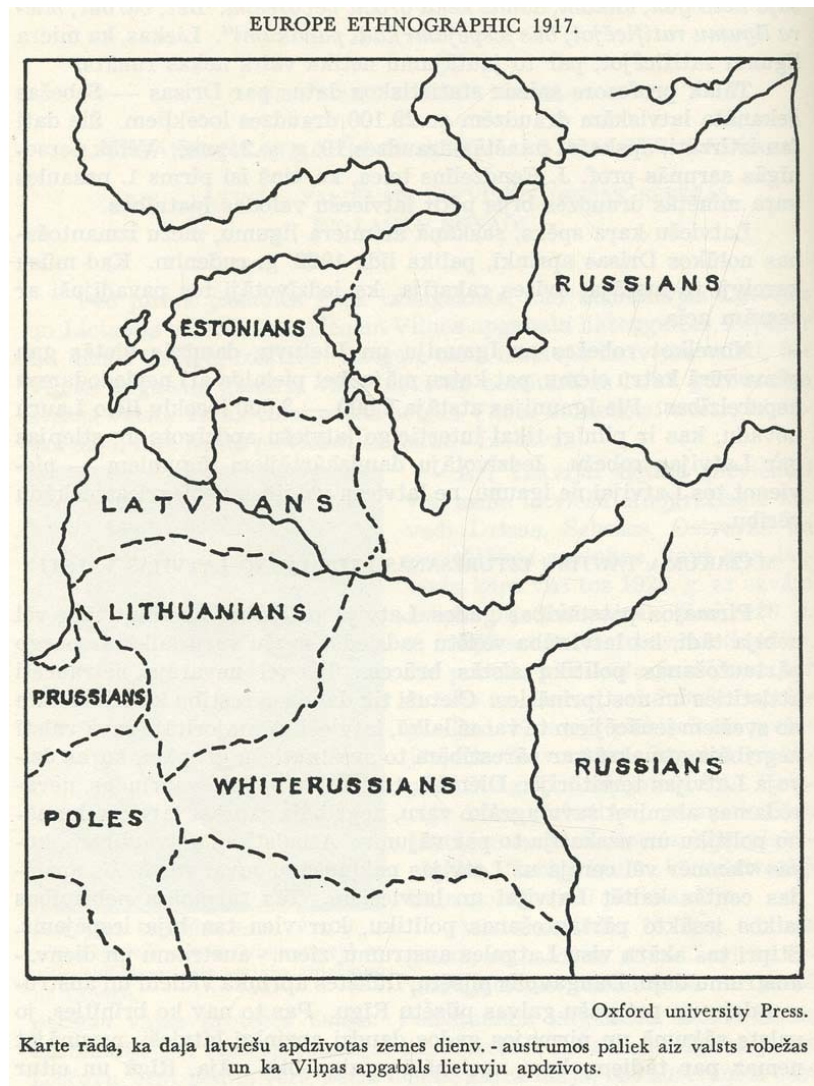 EUROPE ETHNOGRAPHIC 1917.
RUSSIANS
ESTONIANS
LATVIANS
LITHUANIANS
PRUSSIANS
WHITERUSSIANS
RUSSIANS
POLES
Oxford university Press.
Karte rāda, ka daļa latviešu apdzīvotās zemes dienv. - austrumos paliek aiz valsts robežas
un ka Viļņas apgabals lietuvju apdzīvots.